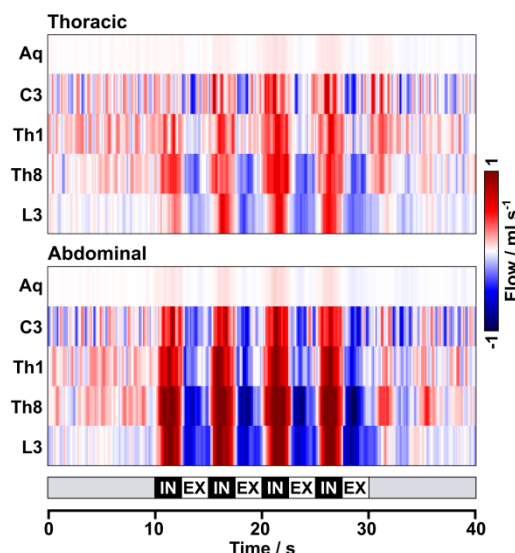 Thoracic
Aq
C3
Th1
Th8
L3
Abdominal
Aq
C3
Th1
Th8
L3
1
Flow / ml s⁻¹
-1
IN EX IN EX IN EX IN EX
0 10 20 30 40
Time / s